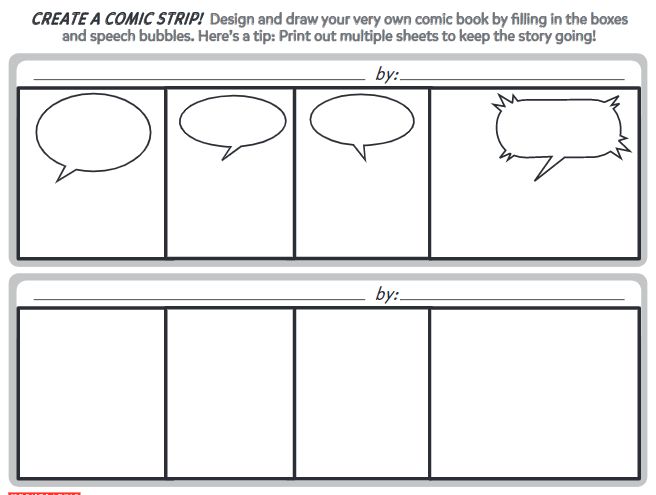 CREATE A COMIC STRIP! Design and draw your very own comic book by filling in the boxes
and speech bubbles. Here's a tip: Print out multiple sheets to keep the story going!
by:
by: